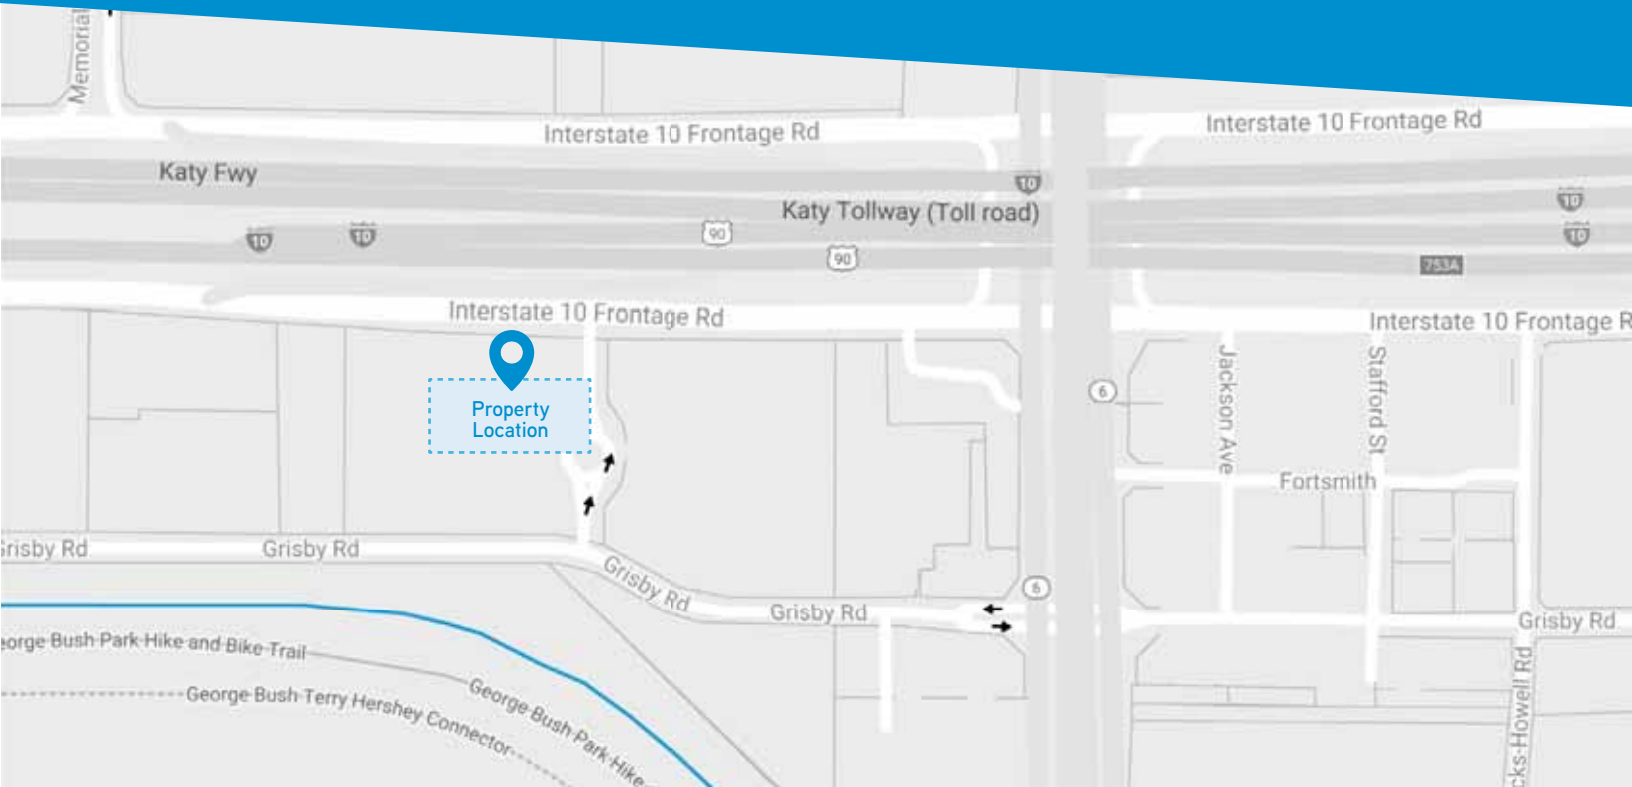 Memorial
Interstate 10 Frontage Rd
Interstate 10 Frontage Rd
Katy Fwy
10
Katy Tollway (Toll road)
10
10
10
90
10
90
753A
Interstate 10 Frontage Rd
Interstate 10 Frontage R
Property
Location
6
Jackson Ave
Stafford St
Fortsmith
risby Rd
Grisby Rd
Grisby Rd
6
Grisby Rd
Grisby Rd
eorge Bush Park Hike and Bike Trail
George Bush Terry Hershey Connector
George Bush Park Hike
cks-Howell Rd